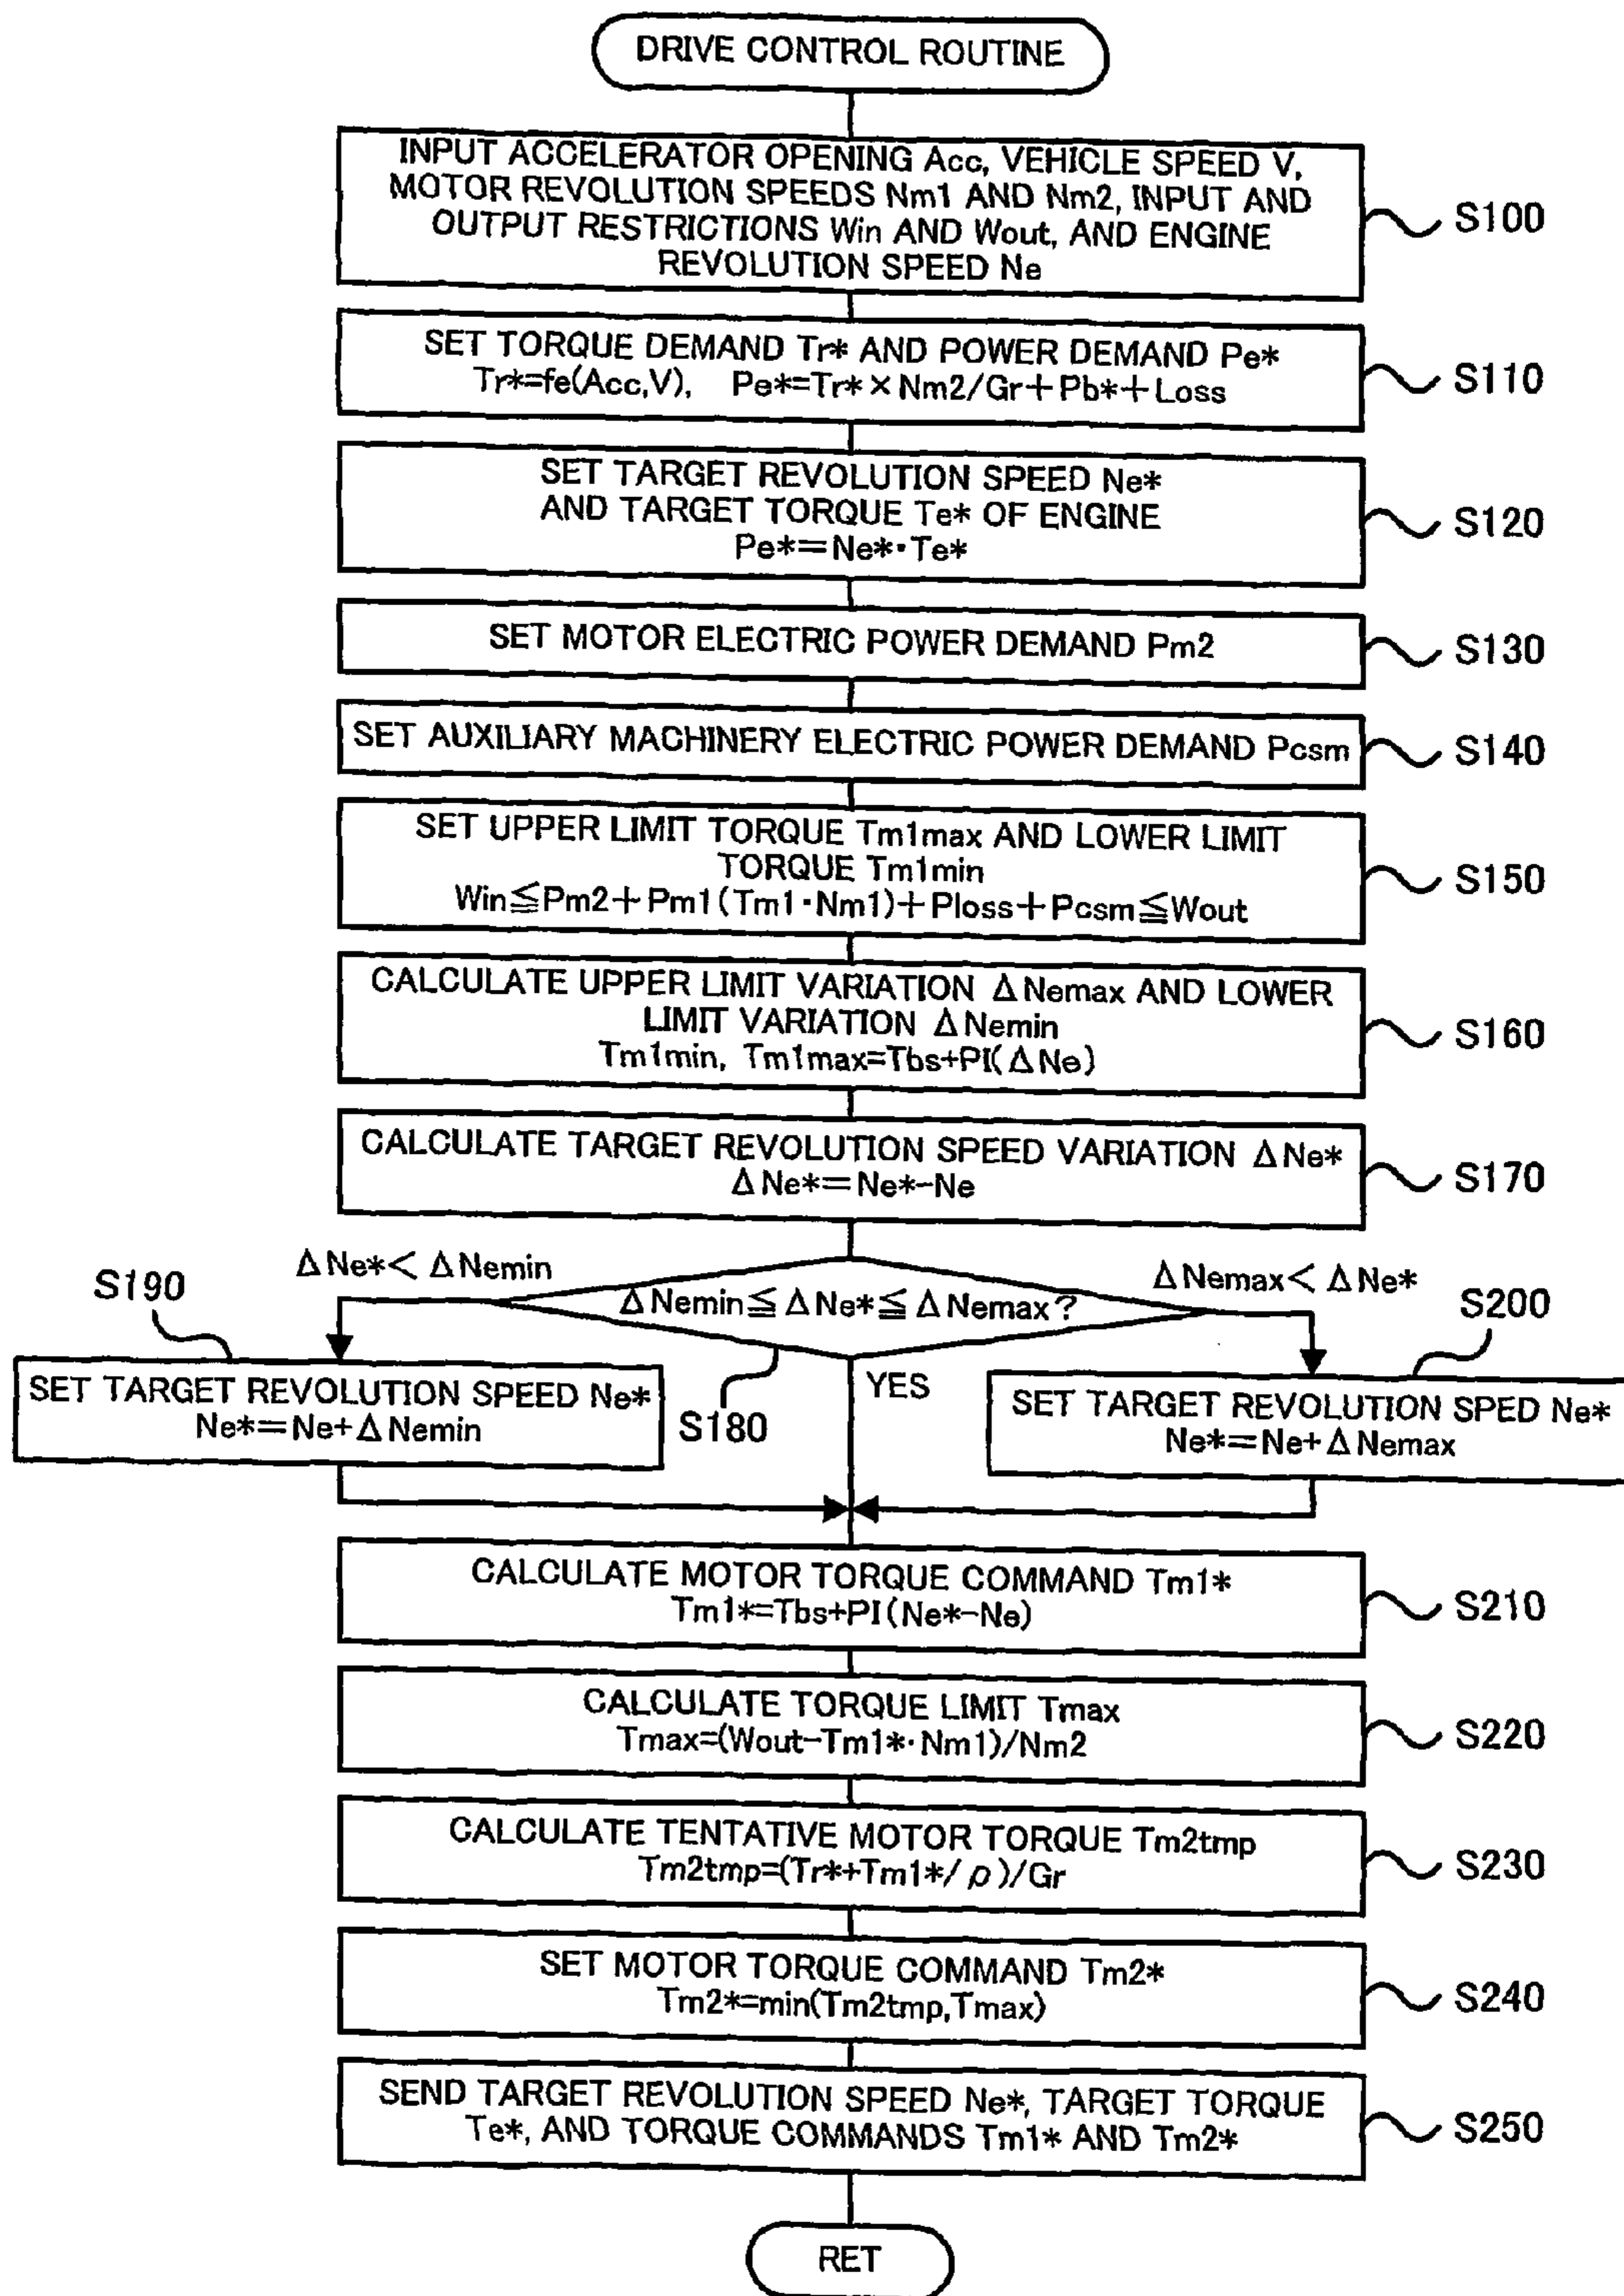 DRIVE CONTROL ROUTINE
INPUT ACCELERATOR OPENING Acc, VEHICLE SPEED V,
MOTOR REVOLUTION SPEEDS Nm1 AND Nm2, INPUT AND
OUTPUT RESTRICTIONS Win AND Wout, AND ENGINE
REVOLUTION SPEED Ne
S100
SET TORQUE DEMAND Tr* AND POWER DEMAND Pe*
Tr*=fe(Acc,V), Pe*=Tr*×Nm2/Gr+Pb*+Loss
S110
SET TARGET REVOLUTION SPEED Ne*
AND TARGET TORQUE Te* OF ENGINE
Pe*=Ne*·Te*
S120
SET MOTOR ELECTRIC POWER DEMAND Pm2
S130
SET AUXILIARY MACHINERY ELECTRIC POWER DEMAND Pcsm
S140
SET UPPER LIMIT TORQUE Tm1max AND LOWER LIMIT
TORQUE Tm1min
Win≦Pm2+Pm1(Tm1·Nm1)+Ploss+Pcsm≦Wout
S150
CALCULATE UPPER LIMIT VARIATION ΔNemax AND LOWER
LIMIT VARIATION ΔNemin
Tm1min, Tm1max=Tbs+PI(ΔNe)
S160
CALCULATE TARGET REVOLUTION SPEED VARIATION ΔNe*
ΔNe*=Ne*-Ne
S170
ΔNe*<ΔNemin
ΔNemin≦ΔNe*≦ΔNemax?
ΔNemax<ΔNe*
S190
S200
SET TARGET REVOLUTION SPEED Ne*
Ne*=Ne+ΔNemin
S180
YES
SET TARGET REVOLUTION SPED Ne*
Ne*=Ne+ΔNemax
CALCULATE MOTOR TORQUE COMMAND Tm1*
Tm1*=Tbs+PI(Ne*-Ne)
S210
CALCULATE TORQUE LIMIT Tmax
Tmax=(Wout-Tm1*·Nm1)/Nm2
S220
CALCULATE TENTATIVE MOTOR TORQUE Tm2tmp
Tm2tmp=(Tr*+Tm1*/ρ)/Gr
S230
SET MOTOR TORQUE COMMAND Tm2*
Tm2*=min(Tm2tmp,Tmax)
S240
SEND TARGET REVOLUTION SPEED Ne*, TARGET TORQUE
Te*, AND TORQUE COMMANDS Tm1* AND Tm2*
S250
RET